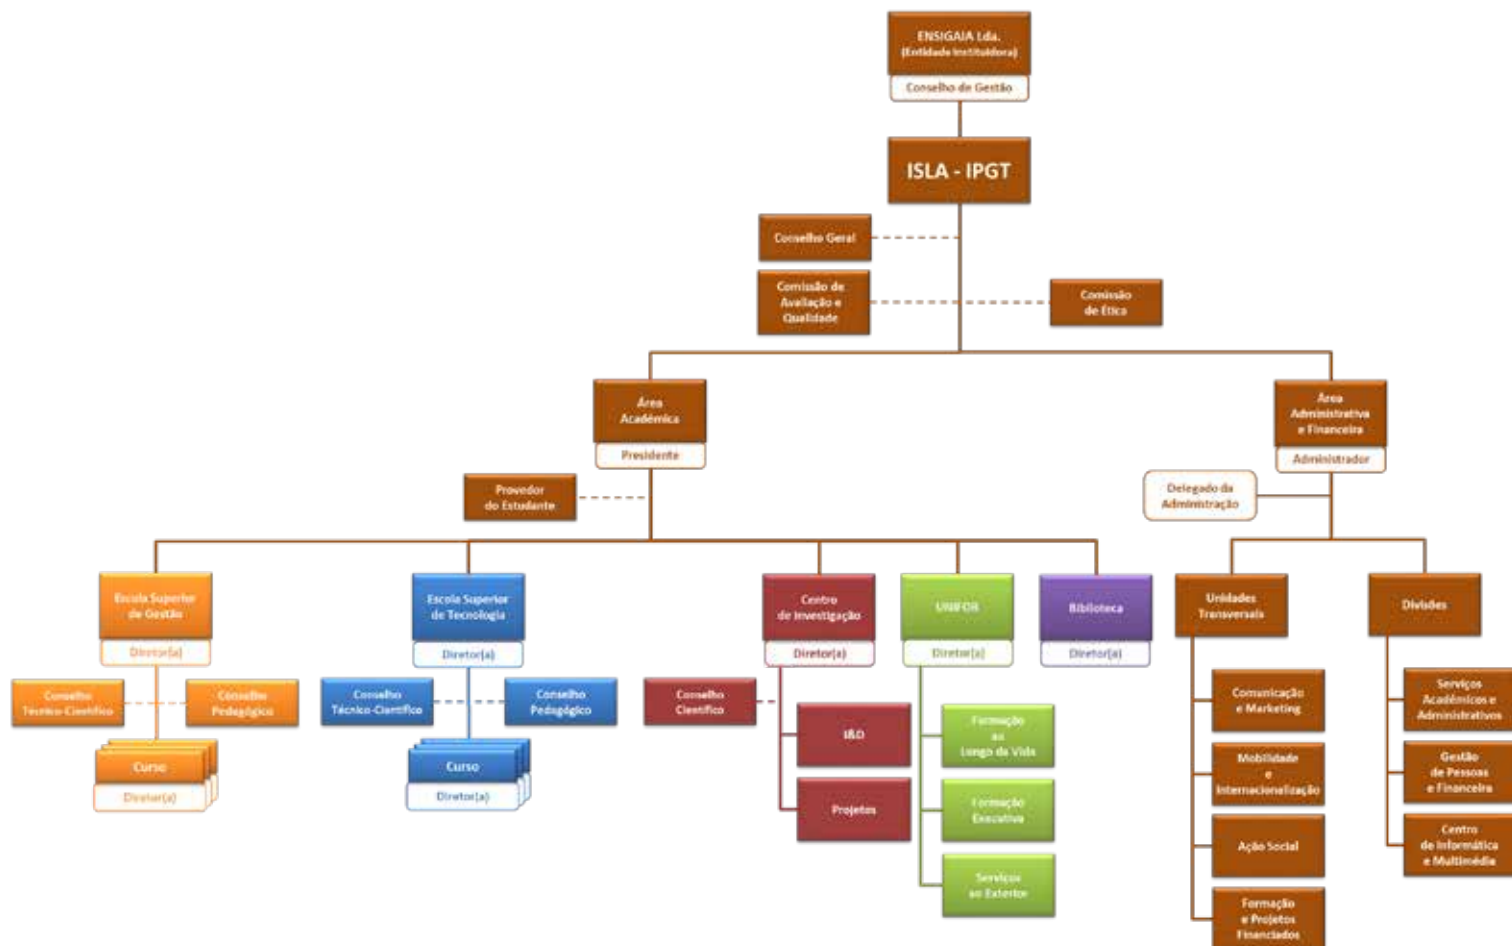 ENSIGAIA Lda.
(Entidade Instituidora)
Conselho de Gestão
ISLA - IPGT
Conselho Geral
Comissão de
Avaliação e
Qualidade
Comissão
de Ética
Área
Académica
Presidente
Área
Administrativa
e Financeira
Administrador
Provedor
do Estudante
Delegado da
Administração
Escola Superior
de Gestão
Diretor(a)
Escola Superior
de Tecnologia
Diretor(a)
Centro
de Investigação
Diretor(a)
UNIFOR
Diretor(a)
Biblioteca
Diretor(a)
Unidades
Transversais
Divisões
Conselho
Técnico-Científico
Conselho
Pedagógico
Conselho
Técnico-Científico
Conselho
Pedagógico
Conselho
Científico
Curso
Diretor(a)
Curso
Diretor(a)
I&D
Projetos
Formação
ao
Longo da Vida
Formação
Executiva
Serviços
ao Exterior
Comunicação
e Marketing
Mobilidade
e
Internacionalização
Ação Social
Formação
e Projetos
Financiados
Serviços
Académicos e
Administrativos
Gestão
de Pessoas
e Financeira
Centro
de Informática
e Multimédia